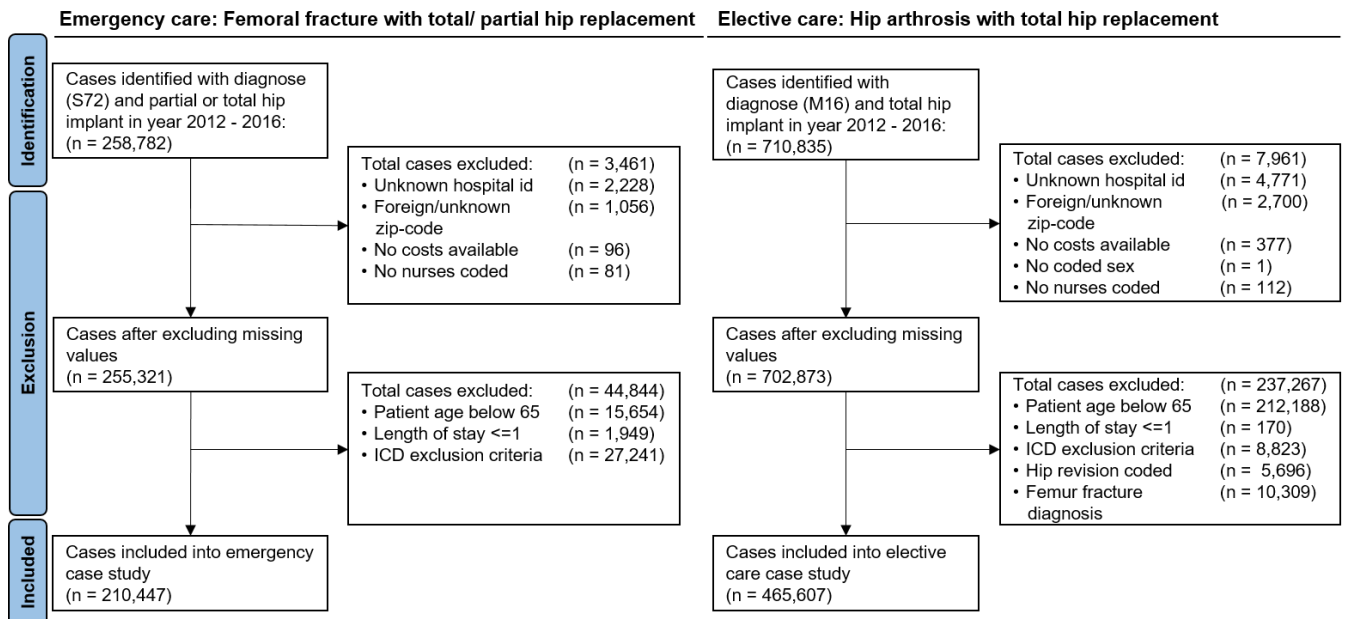 Emergency care: Femoral fracture with total/ partial hip replacement
Elective care: Hip arthrosis with total hip replacement
Identification
Cases identified with diagnose
(S72) and partial or total hip
implant in year 2012 - 2016:
(n = 258,782)
Total cases excluded: (n = 3,461)
• Unknown hospital id (n = 2,228)
• Foreign/unknown (n = 1,056)
zip-code
• No costs available (n = 96)
• No nurses coded (n = 81)
Cases identified with
diagnose (M16) and total hip
implant in year 2012 - 2016:
(n = 710,835)
Total cases excluded: (n = 7,961)
• Unknown hospital id (n = 4,771)
• Foreign/unknown (n = 2,700)
zip-code
• No costs available (n = 377)
• No coded sex (n = 1)
• No nurses coded (n = 112)
Exclusion
Cases after excluding missing
values
(n = 255,321)
Total cases excluded: (n = 44,844)
• Patient age below 65 (n = 15,654)
• Length of stay <=1 (n = 1,949)
• ICD exclusion criteria (n = 27,241)
Cases after excluding missing
values
(n = 702,873)
Total cases excluded: (n = 237,267)
• Patient age below 65 (n = 212,188)
• Length of stay <=1 (n = 170)
• ICD exclusion criteria (n = 8,823)
• Hip revision coded (n = 5,696)
• Femur fracture (n = 10,309)
diagnosis
Included
Cases included into emergency
case study
(n = 210,447)
Cases included into elective
care case study
(n = 465,607)